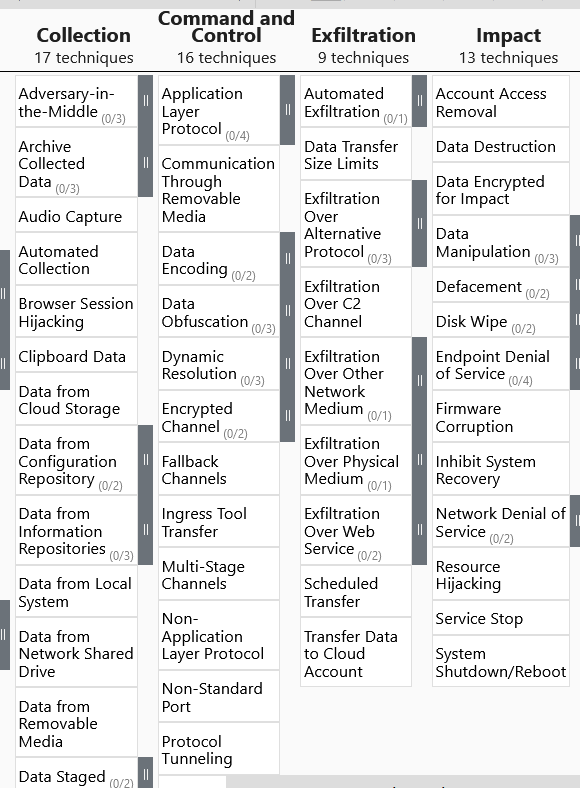 Collection
17 techniques
Adversary-in-
the-Middle (0/3)
Archive
Collected
Data (0/3)
Audio Capture
Automated
Collection
Browser Session
Hijacking
Clipboard Data
Data from
Cloud Storage
Data from
Configuration
Repository (0/2)
Data from
Information
Repositories (0/3)
Data from Local
System
Data from
Network Shared
Drive
Data from
Removable
Media
Data Staged (0/2)
Command and
Control
16 techniques
Application
Layer
Protocol (0/4)
Communication
Through
Removable
Media
Data
Encoding (0/2)
Data
Obfuscation (0/3)
Dynamic
Resolution (0/3)
Encrypted
Channel (0/2)
Fallback
Channels
Ingress Tool
Transfer
Multi-Stage
Channels
Non-
Application
Layer Protocol
Non-Standard
Port
Protocol
Tunneling
Exfiltration
9 techniques
Automated
Exfiltration (0/1)
Data Transfer
Size Limits
Exfiltration
Over
Alternative
Protocol (0/3)
Exfiltration
Over C2
Channel
Exfiltration
Over Other
Network
Medium (0/1)
Exfiltration
Over Physical
Medium (0/1)
Exfiltration
Over Web
Service (0/2)
Scheduled
Transfer
Transfer Data
to Cloud
Account
Impact
13 techniques
Account Access
Removal
Data Destruction
Data Encrypted
for Impact
Data
Manipulation (0/3)
Defacement (0/2)
Disk Wipe (0/2)
Endpoint Denial
of Service (0/4)
Firmware
Corruption
Inhibit System
Recovery
Network Denial of
Service (0/2)
Resource
Hijacking
Service Stop
System
Shutdown/Reboot